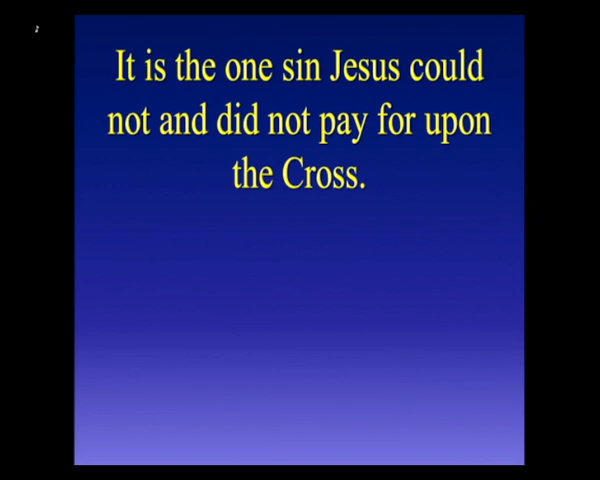 It is the one sin Jesus could
not and did not pay for upon
the Cross.